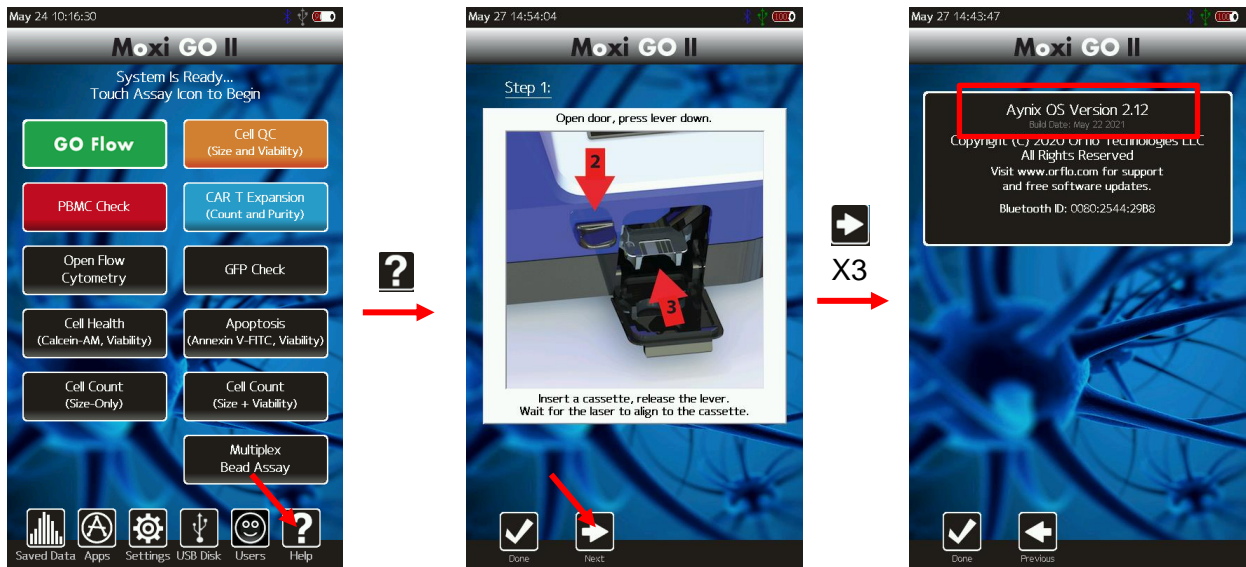 May 24 10:16:30
Moxi GO II
System Is Ready...
Touch Assay Icon to Begin
GO Flow
Cell QC
(Size and Viability)
PBMC Check
CAR T Expansion
(Count and Purity)
Open Flow
Cytometry
GFP Check
Cell Health
(Calcein-AM, Viability)
Apoptosis
(Annexin V-FITC, Viability)
Cell Count
(Size-Only)
Cell Count
(Size + Viability)
Multiplex
Bead Assay
Saved Data
Apps
Settings
USB Disk
Users
?
Help
?
May 27 14:54:04
Moxi GO II
Step 1:
Open door, press lever down.
2
3
Insert a cassette, release the lever.
Wait for the laser to align to the cassette.
Done
Next
X3
May 27 14:43:47
Moxi GO II
Aynix OS Version 2.12
Build Date: May 22 2021
Copyright (C) 2020 Orflo Technologies LLC
All Rights Reserved
Visit www.orflo.com for support
and free software updates.
Bluetooth ID: 0080:2544:29B8
Done
Previous